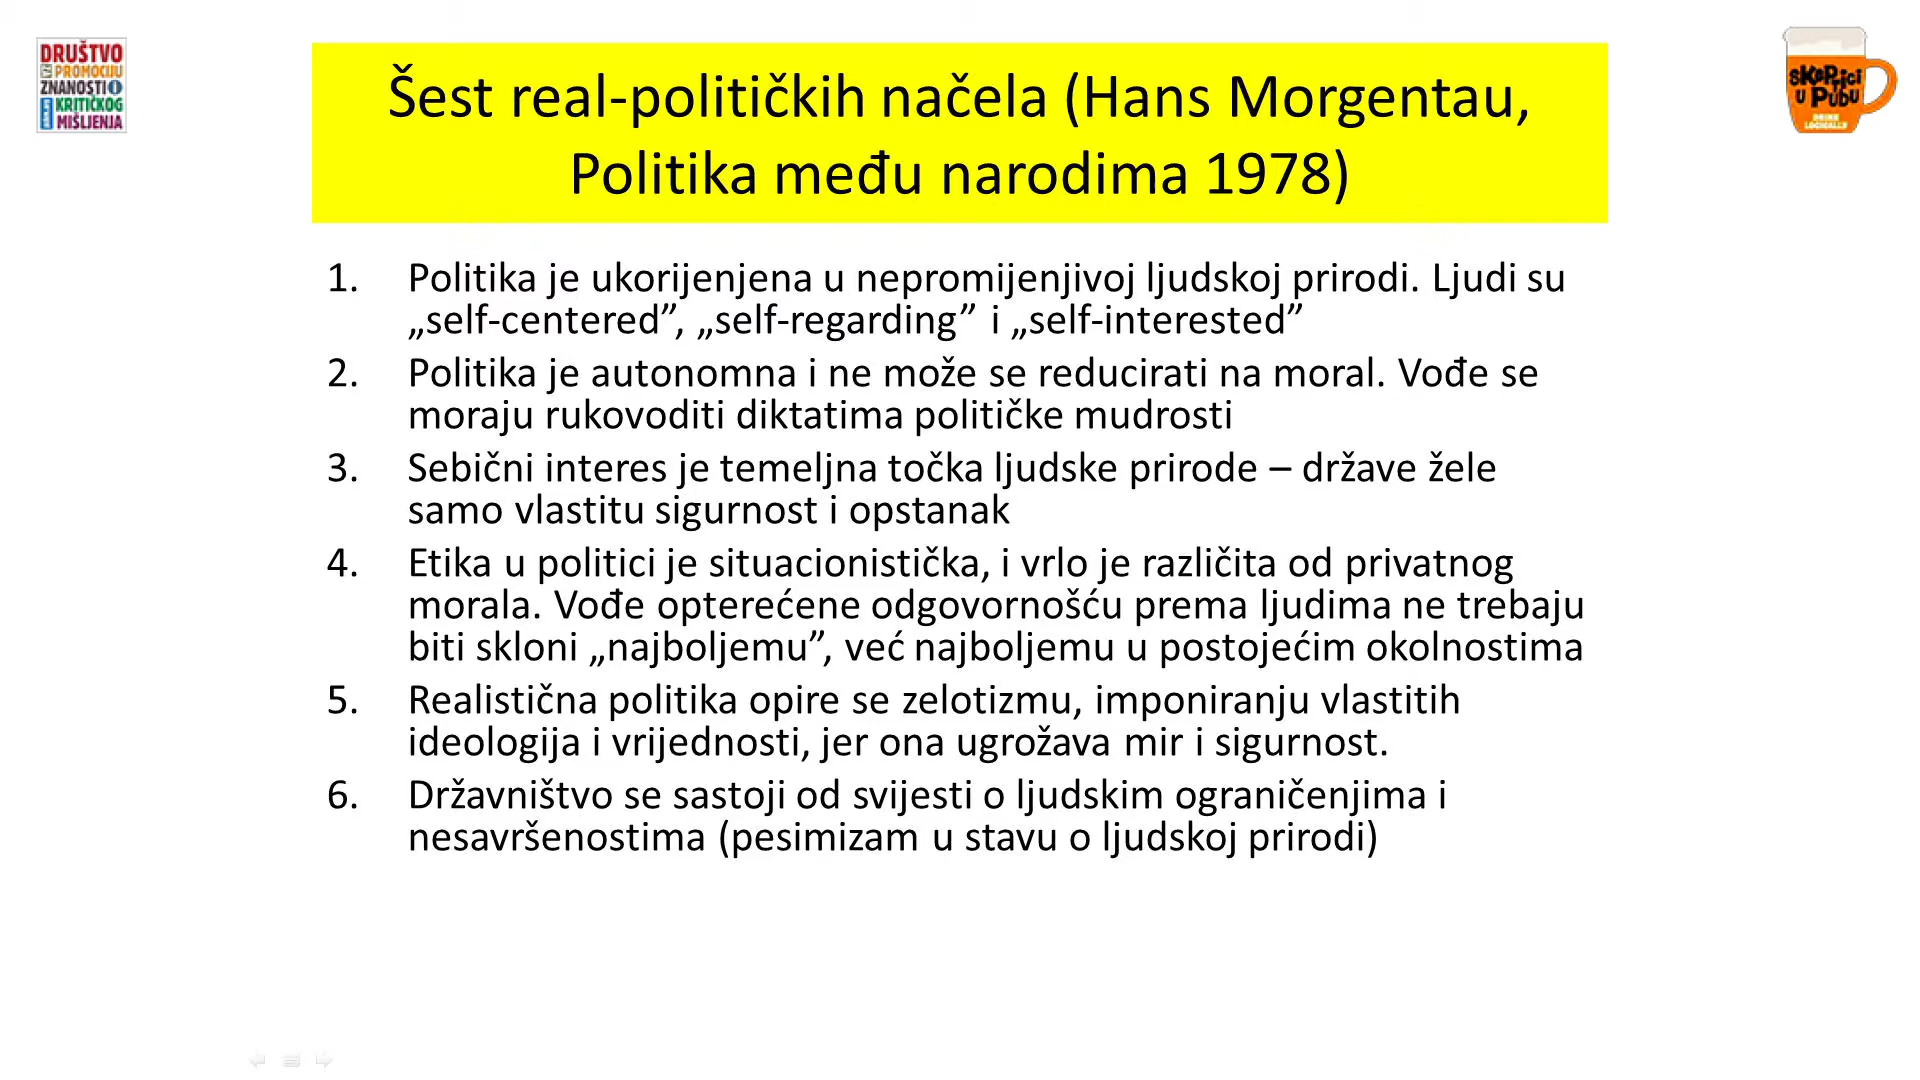 DRUŠTVO
ZA PROMOCIJU
ZNANOSTI I
KRITIČKOG
MIŠLJENJA
SKEPTICI
U PUBU
DRINK
LOGICALLY
Šest real-političkih načela (Hans Morgentau,
Politika među narodima 1978)
1. Politika je ukorijenjena u nepromijenjivoj ljudskoj prirodi. Ljudi su
„self-centered”, „self-regarding” i „self-interested”
2. Politika je autonomna i ne može se reducirati na moral. Vođe se
moraju rukovoditi diktatima političke mudrosti
3. Sebični interes je temeljna točka ljudske prirode – države žele
samo vlastitu sigurnost i opstanak
4. Etika u politici je situacionistička, i vrlo je različita od privatnog
morala. Vođe opterećene odgovornošću prema ljudima ne trebaju
biti skloni „najboljemu”, već najboljemu u postojećim okolnostima
5. Realistična politika opire se zelotizmu, imponiranju vlastitih
ideologija i vrijednosti, jer ona ugrožava mir i sigurnost.
6. Državništvo se sastoji od svijesti o ljudskim ograničenjima i
nesavršenostima (pesimizam u stavu o ljudskoj prirodi)